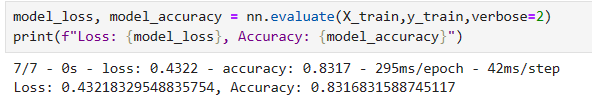 model_loss, model_accuracy = nn.evaluate(X_train,y_train,verbose=2)
print(f"Loss: {model_loss}, Accuracy: {model_accuracy}")
7/7 - 0s - loss: 0.4322 - accuracy: 0.8317 - 295ms/epoch - 42ms/step
Loss: 0.43218329548835754, Accuracy: 0.8316831588745117